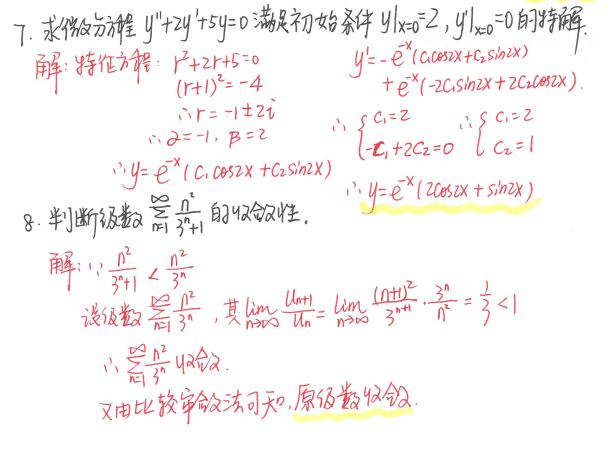 7. 求微分方程 y''+2y'+5y=0 满足初始条件 y|ₓ₌₀=2, y'|ₓ₌₀=0 的特解.
解: 特征方程: r²+2r+5=0
(r+1)²=-4
∴ r=-1±2i
∴ α=-1, β=2
∴ y=e⁻ˣ(C₁cos2x+C₂sin2x)
y'=-e⁻ˣ(C₁cos2x+C₂sin2x)
+e⁻ˣ(-2C₁sin2x+2C₂cos2x).
∴ { C₁=2 ∴ { C₁=2
-C₁+2C₂=0 C₂=1
∴ y=e⁻ˣ(2cos2x+sin2x)
8. 判断级数 ∑_{n=1}^{∞} n²/(3ⁿ+1) 的收敛性.
解: ∵ n²/(3ⁿ+1) < n²/3ⁿ
设级数 ∑_{n=1}^{∞} n²/3ⁿ, 其 lim_{n→∞} Uₙ₊₁/Uₙ = lim_{n→∞} (n+1)²/3ⁿ⁺¹ · 3ⁿ/n² = 1/3 < 1
∴ ∑_{n=1}^{∞} n²/3ⁿ 收敛.
又由比较审敛法可知, 原级数收敛.